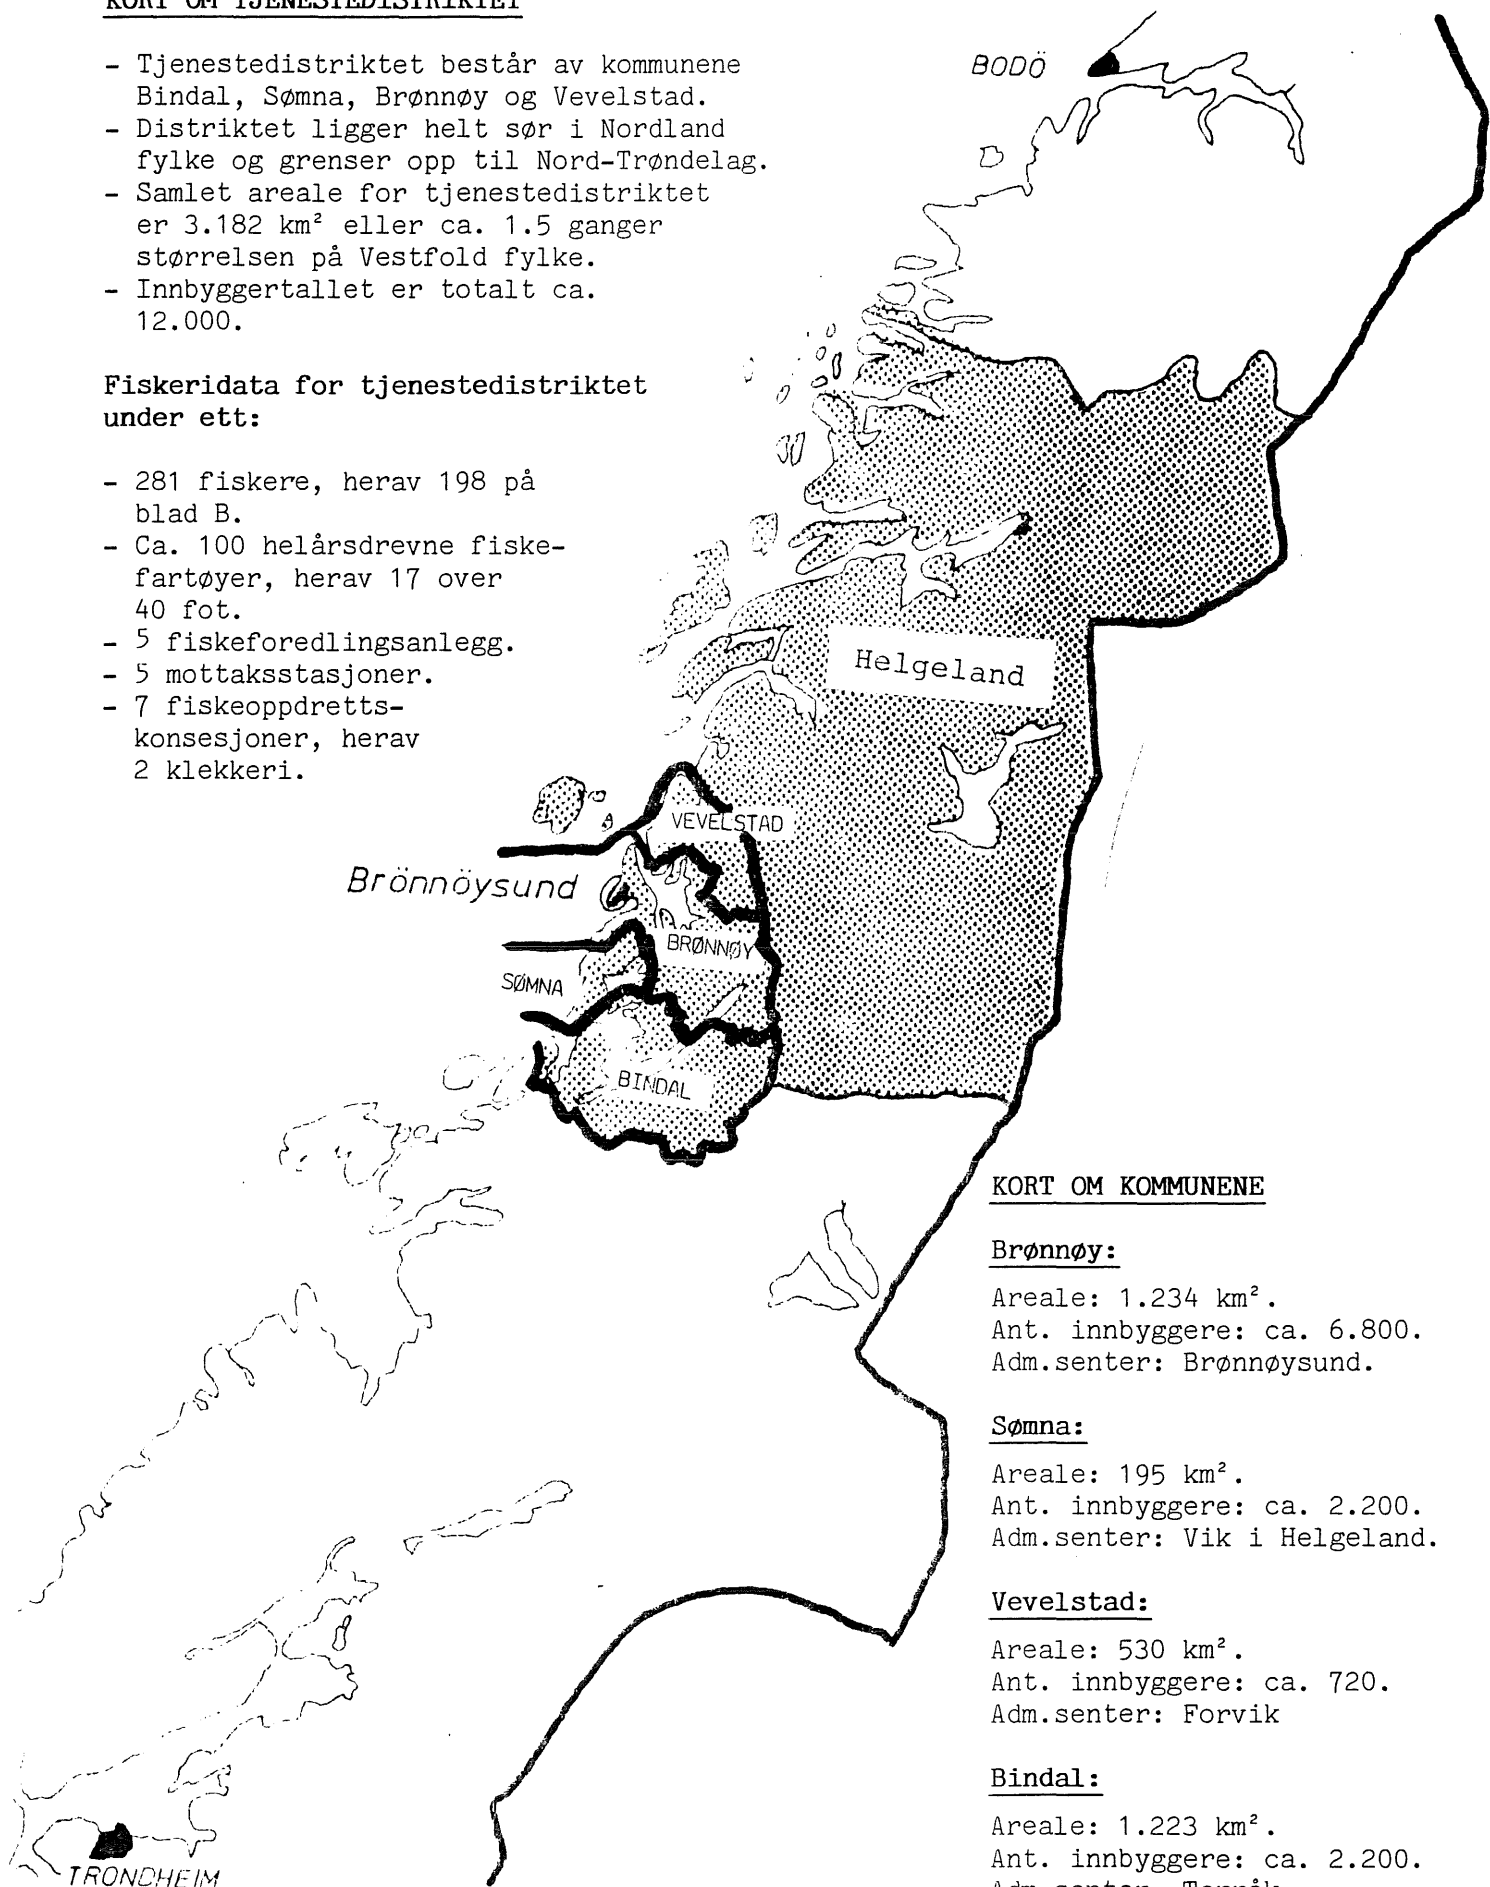 KORT OM TJENESTEDISTRIKTET
- Tjenestedistriktet består av kommunene
Bindal, Sømna, Brønnøy og Vevelstad.
- Distriktet ligger helt sør i Nordland
fylke og grenser opp til Nord-Trøndelag.
- Samlet areale for tjenestedistriktet
er 3.182 km² eller ca. 1.5 ganger
størrelsen på Vestfold fylke.
- Innbyggertallet er totalt ca.
12.000.
Fiskeridata for tjenestedistriktet
under ett:
- 281 fiskere, herav 198 på
blad B.
- Ca. 100 helårsdrevne fiske-
fartøyer, herav 17 over
40 fot.
- 5 fiskeforedlingsanlegg.
- 5 mottaksstasjoner.
- 7 fiskeoppdretts-
konsesjoner, herav
2 klekkeri.
BODÖ
Helgeland
VEVELSTAD
Brönnöysund
BRØNNØY
SØMNA
BINDAL
TRONDHEIM
KORT OM KOMMUNENE
Brønnøy:
Areale: 1.234 km².
Ant. innbyggere: ca. 6.800.
Adm.senter: Brønnøysund.
Sømna:
Areale: 195 km².
Ant. innbyggere: ca. 2.200.
Adm.senter: Vik i Helgeland.
Vevelstad:
Areale: 530 km².
Ant. innbyggere: ca. 720.
Adm.senter: Forvik
Bindal:
Areale: 1.223 km².
Ant. innbyggere: ca. 2.200.
Adm.senter: Terråk